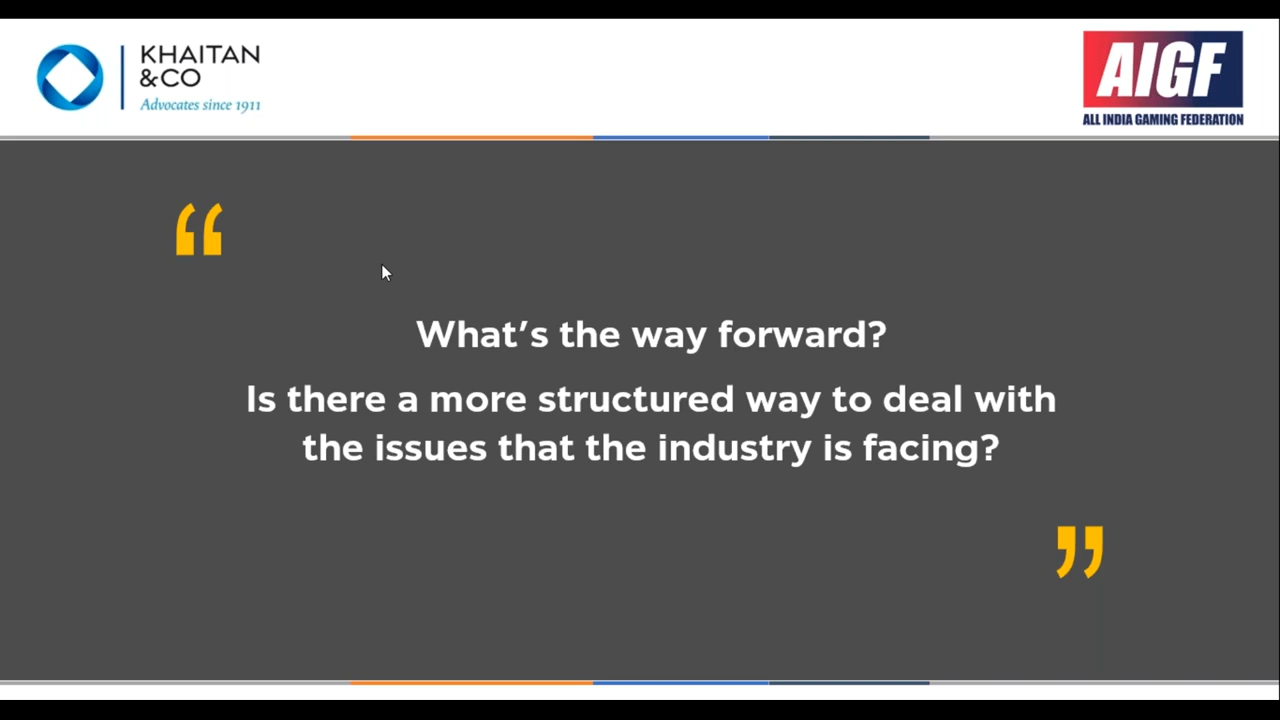 KHAITAN
&CO
Advocates since 1911
AIGF
ALL INDIA GAMING FEDERATION
“
What’s the way forward?
Is there a more structured way to deal with
the issues that the industry is facing?
”